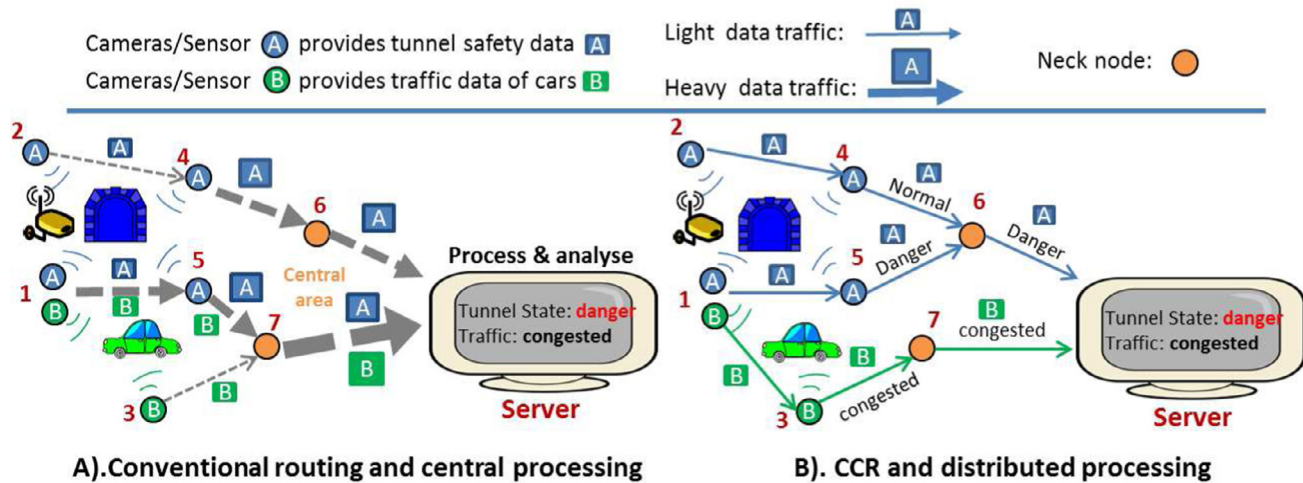 Cameras/Sensor A provides tunnel safety data A
Cameras/Sensor B provides traffic data of cars B
Light data traffic: A
Heavy data traffic: A
Neck node:
2
A
A
4
A
A
6
A
1
A
B
A
B
5
A
A
B
Central
area
7
A
B
3
B
B
Process & analyse
Tunnel State: danger
Traffic: congested
Server
A).Conventional routing and central processing
2
A
A
4
A
A
Normal
6
A
Danger
1
A
B
A
5
A
A
Danger
B
3
B
B
congested
7
B
congested
Tunnel State: danger
Traffic: congested
Server
B). CCR and distributed processing